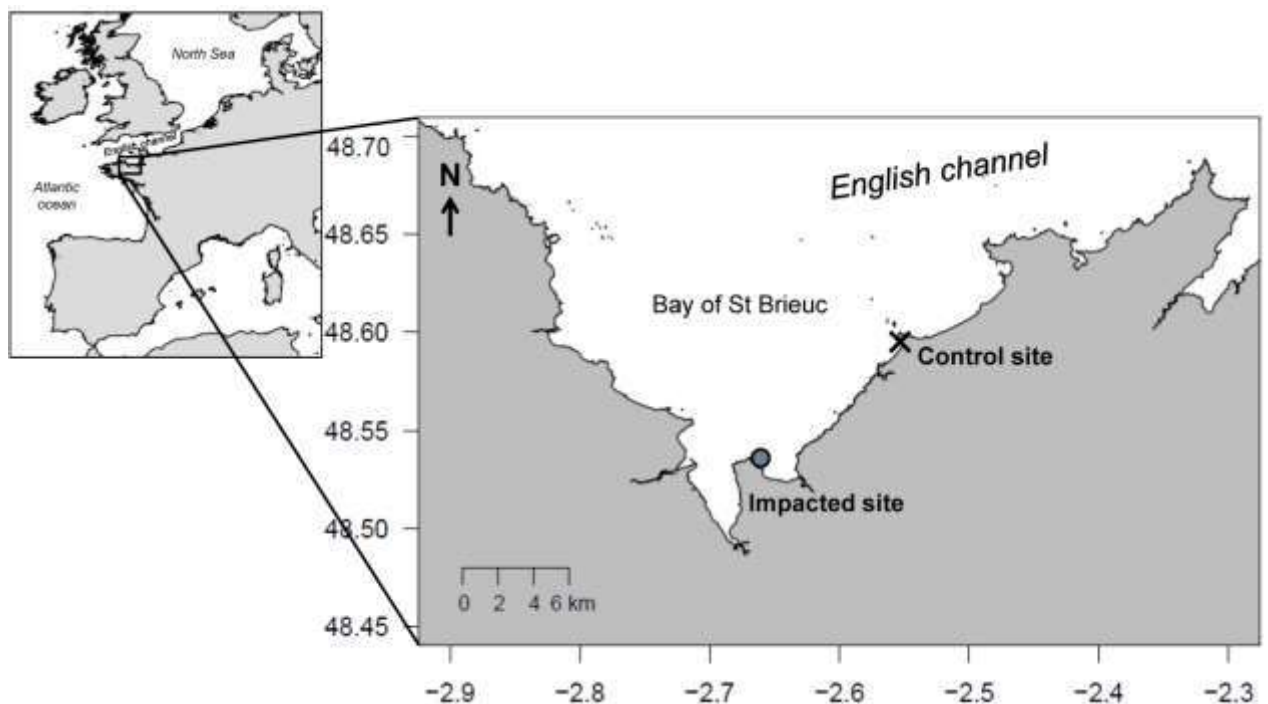 North Sea
English channel
Atlantic
ocean
48.70
48.65
48.60
48.55
48.50
48.45
N
English channel
Bay of St Brieuc
Control site
Impacted site
0 2 4 6 km
−2.9 −2.8 −2.7 −2.6 −2.5 −2.4 −2.3